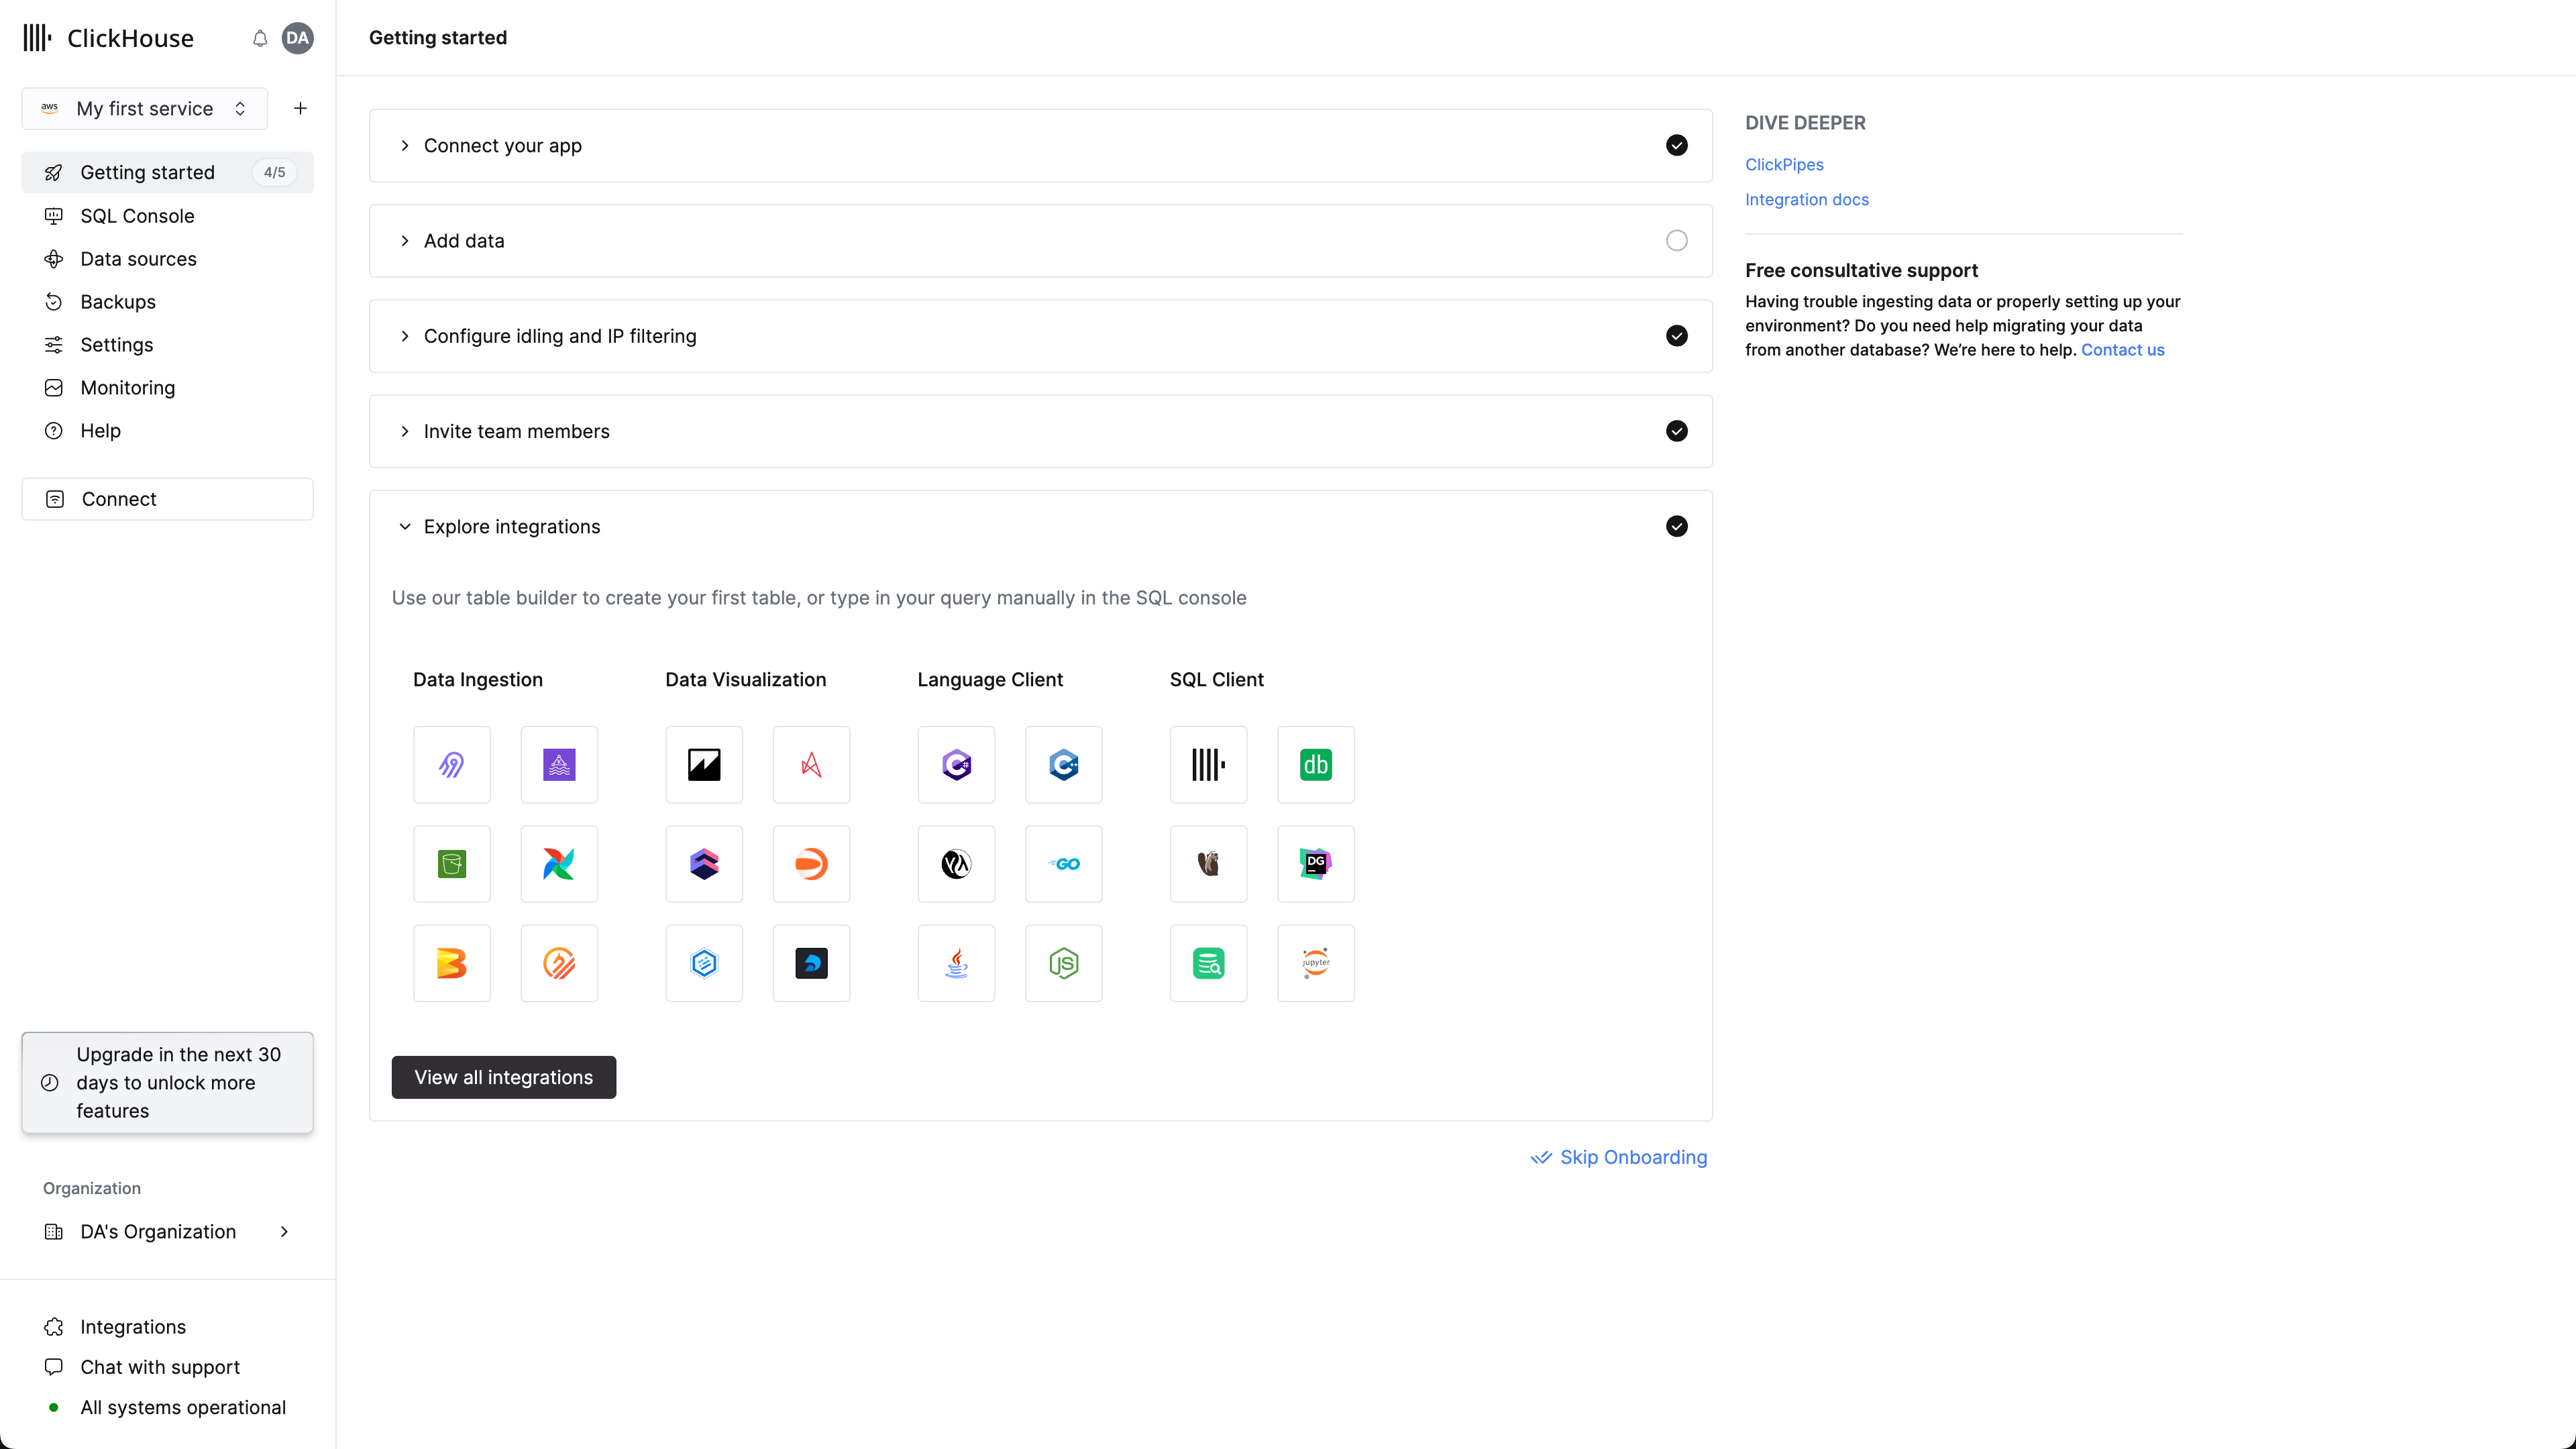 ClickHouse
DA
aws
My first service
Getting started
4/5
SQL Console
Data sources
Backups
Settings
Monitoring
Help
Connect
Upgrade in the next 30
days to unlock more
features
Organization
DA's Organization
Integrations
Chat with support
All systems operational
Getting started
Connect your app
Add data
Configure idling and IP filtering
Invite team members
Explore integrations
Use our table builder to create your first table, or type in your query manually in the SQL console
Data Ingestion
Data Visualization
Language Client
SQL Client
C#
C++
db
GO
DG
JS
jupyter
View all integrations
Skip Onboarding
DIVE DEEPER
ClickPipes
Integration docs
Free consultative support
Having trouble ingesting data or properly setting up your
environment? Do you need help migrating your data
from another database? We’re here to help. Contact us